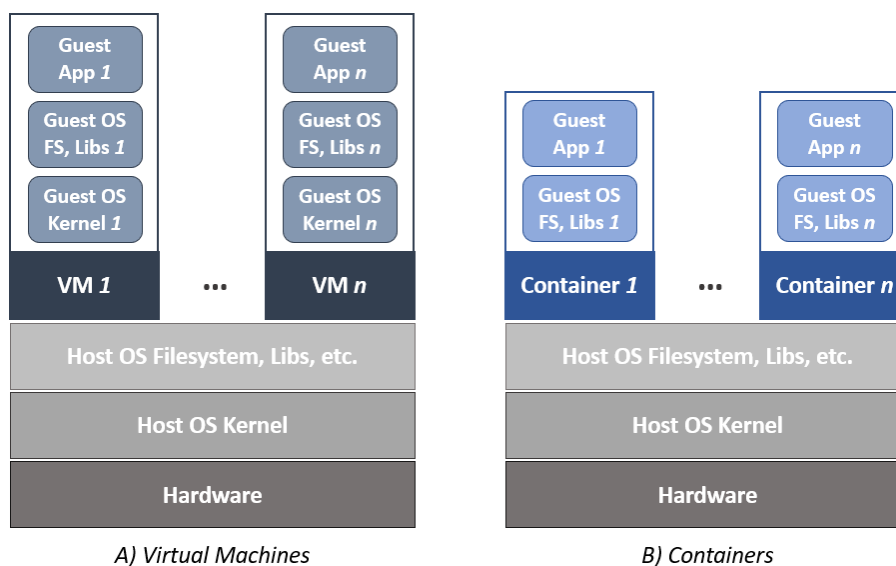 Guest
App 1
Guest OS
FS, Libs 1
Guest OS
Kernel 1
VM 1
...
Guest
App n
Guest OS
FS, Libs n
Guest OS
Kernel n
VM n
Host OS Filesystem, Libs, etc.
Host OS Kernel
Hardware
A) Virtual Machines
Guest
App 1
Guest OS
FS, Libs 1
Container 1
...
Guest
App n
Guest OS
FS, Libs n
Container n
Host OS Filesystem, Libs, etc.
Host OS Kernel
Hardware
B) Containers